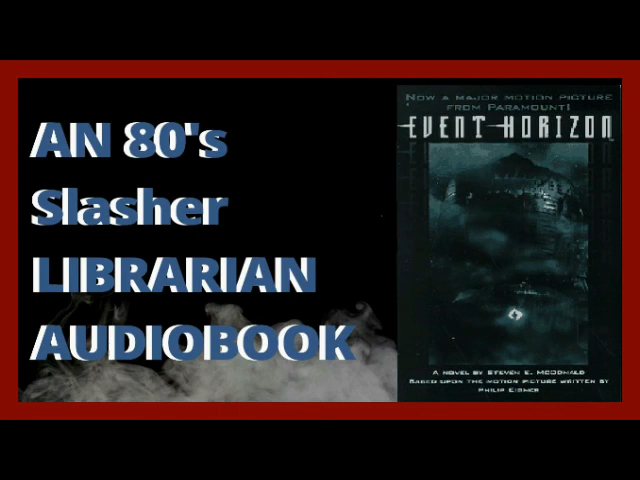 AN 80's
Slasher
LIBRARIAN
AUDIOBOOK
NOW A MAJOR MOTION PICTURE
FROM PARAMOUNT!
EVENT HORIZON
A NOVEL BY STEVEN E. MCDONALD
BASED UPON THE MOTION PICTURE WRITTEN BY
PHILIP EISNER